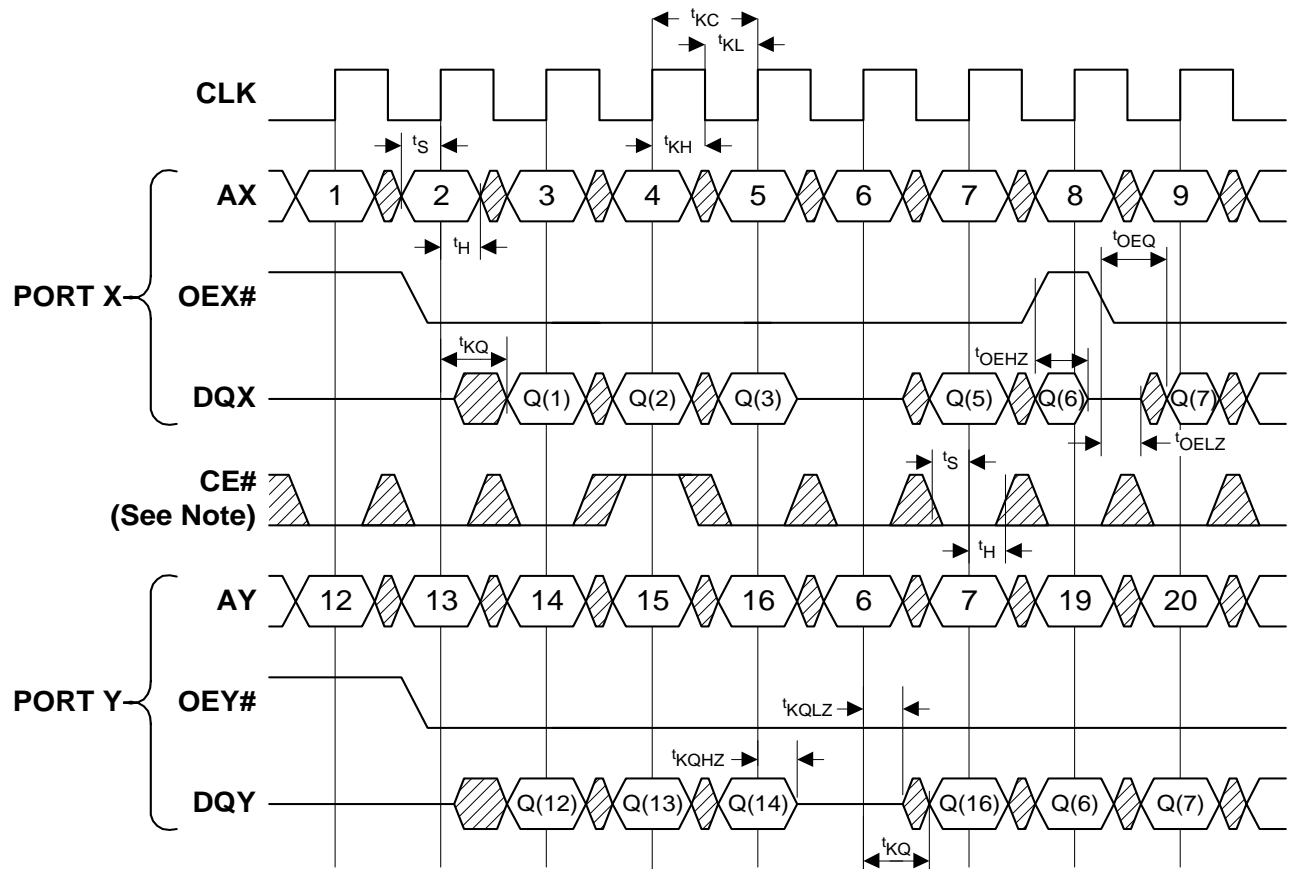 tKC
tKL
CLK
tS
tKH
AX
1 2 3 4 5 6 7 8 9
tH
tOEQ
PORT X
OEX#
tKQ
tOEHZ
DQX
Q(1) Q(2) Q(3) Q(5) Q(6) Q(7)
tOELZ
CE#
(See Note)
tS
tH
AY
12 13 14 15 16 6 7 19 20
PORT Y
OEY#
tKQLZ
tKQHZ
DQY
Q(12) Q(13) Q(14) Q(16) Q(6) Q(7)
tKQ